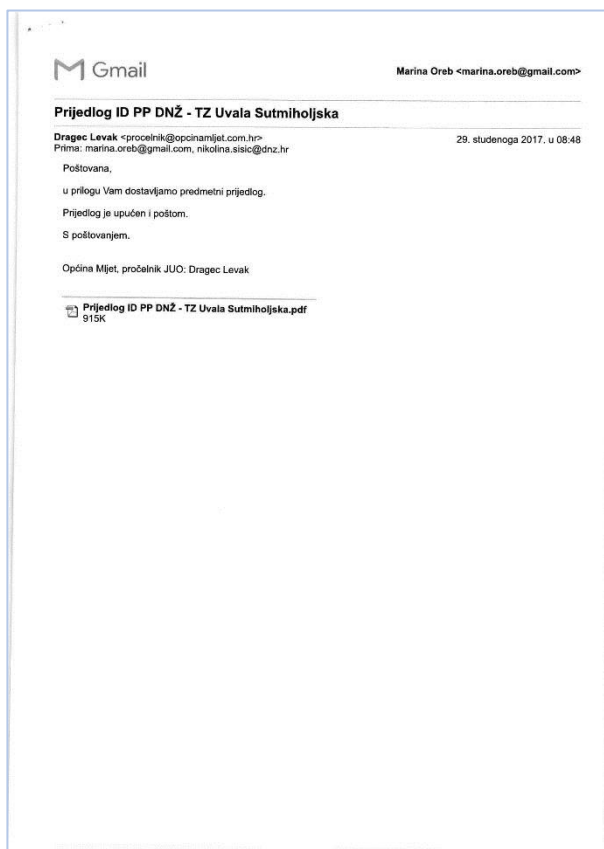 Gmail
Marina Oreb <marina.oreb@gmail.com>
Prijedlog ID PP DNŽ - TZ Uvala Sutmiholjska
Dragec Levak <procelnik@opcinamljet.com.hr>
29. studenoga 2017. u 08:48
Prima: marina.oreb@gmail.com, nikolina.sisic@dnz.hr
Poštovana,
u prilogu Vam dostavljamo predmetni prijedlog.
Prijedlog je upućen i poštom.
S poštovanjem.
Općina Mljet, pročelnik JUO: Dragec Levak
Prijedlog ID PP DNŽ - TZ Uvala Sutmiholjska.pdf
915K